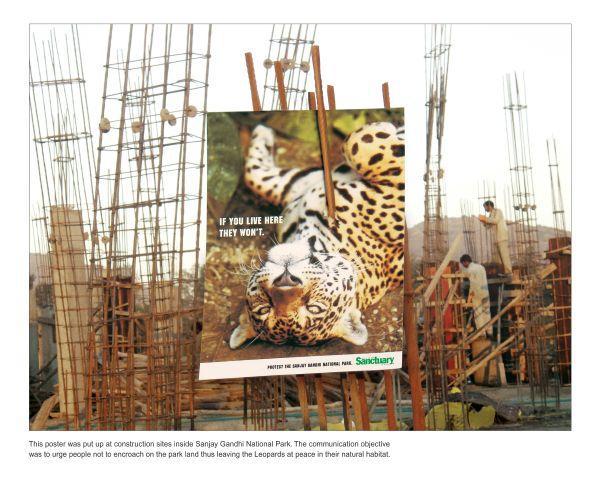 IF YOU LIVE HERE
THEY WON'T.
PROTECT THE SANJAY GANDHI NATIONAL PARK. Sanctuary
This poster was put up at construction sites inside Sanjay Gandhi National Park. The communication objective
was to urge people not to encroach on the park land thus leaving the Leopards at peace in their natural habitat.